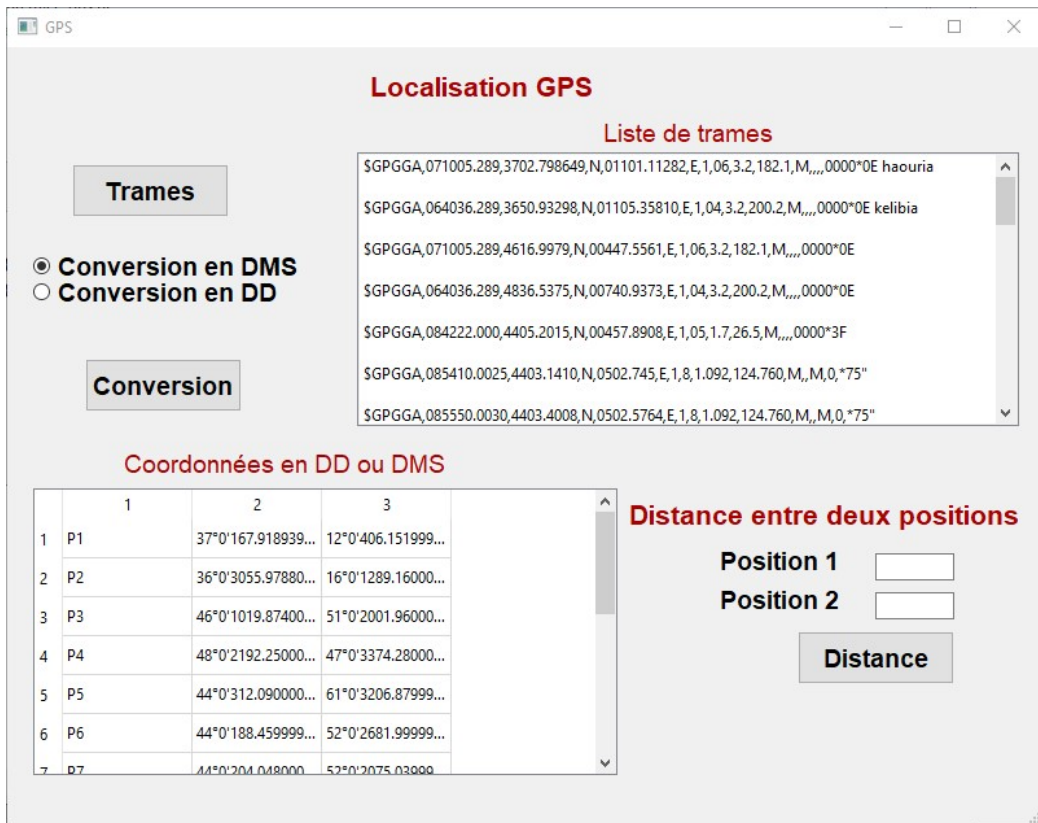 GPS
Localisation GPS
Liste de trames
Trames
$GPGGA,071005.289,3702.798649,N,01101.11282,E,1,06,3.2,182.1,M,,,,0000*0E haouria
$GPGGA,064036.289,3650.93298,N,01105.35810,E,1,04,3.2,200.2,M,,,,0000*0E kelibia
$GPGGA,071005.289,4616.9979,N,00447.5561,E,1,06,3.2,182.1,M,,,,0000*0E
$GPGGA,064036.289,4836.5375,N,00740.9373,E,1,04,3.2,200.2,M,,,,0000*0E
$GPGGA,084222.000,4405.2015,N,00457.8908,E,1,05,1.7,26.5,M,,,,0000*3F
$GPGGA,085410.0025,4403.1410,N,0502.745,E,1,8,1.092,124.760,M,,M,0,*75"
$GPGGA,085550.0030,4403.4008,N,0502.5764,E,1,8,1.092,124.760,M,,M,0,*75"
Conversion en DMS
Conversion en DD
Conversion
Coordonnées en DD ou DMS
1 2 3
1 P1 37°0'167.918939... 12°0'406.151999...
2 P2 36°0'3055.97880... 16°0'1289.16000...
3 P3 46°0'1019.87400... 51°0'2001.96000...
4 P4 48°0'2192.25000... 47°0'3374.28000...
5 P5 44°0'312.090000... 61°0'3206.87999...
6 P6 44°0'188.459999... 52°0'2681.99999...
7 P7 44°0'204.048000... 52°0'2075.03999...
Distance entre deux positions
Position 1
Position 2
Distance